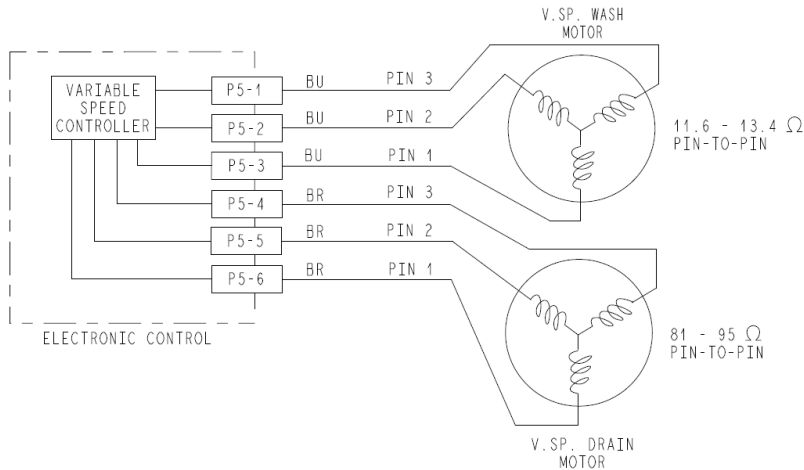 V.SP. WASH
MOTOR
VARIABLE
SPEED
CONTROLLER
P5-1 BU PIN 3
P5-2 BU PIN 2
P5-3 BU PIN 1
P5-4 BR PIN 3
P5-5 BR PIN 2
P5-6 BR PIN 1
11.6 - 13.4 Ω
PIN-TO-PIN
81 - 95 Ω
PIN-TO-PIN
ELECTRONIC CONTROL
V.SP. DRAIN
MOTOR